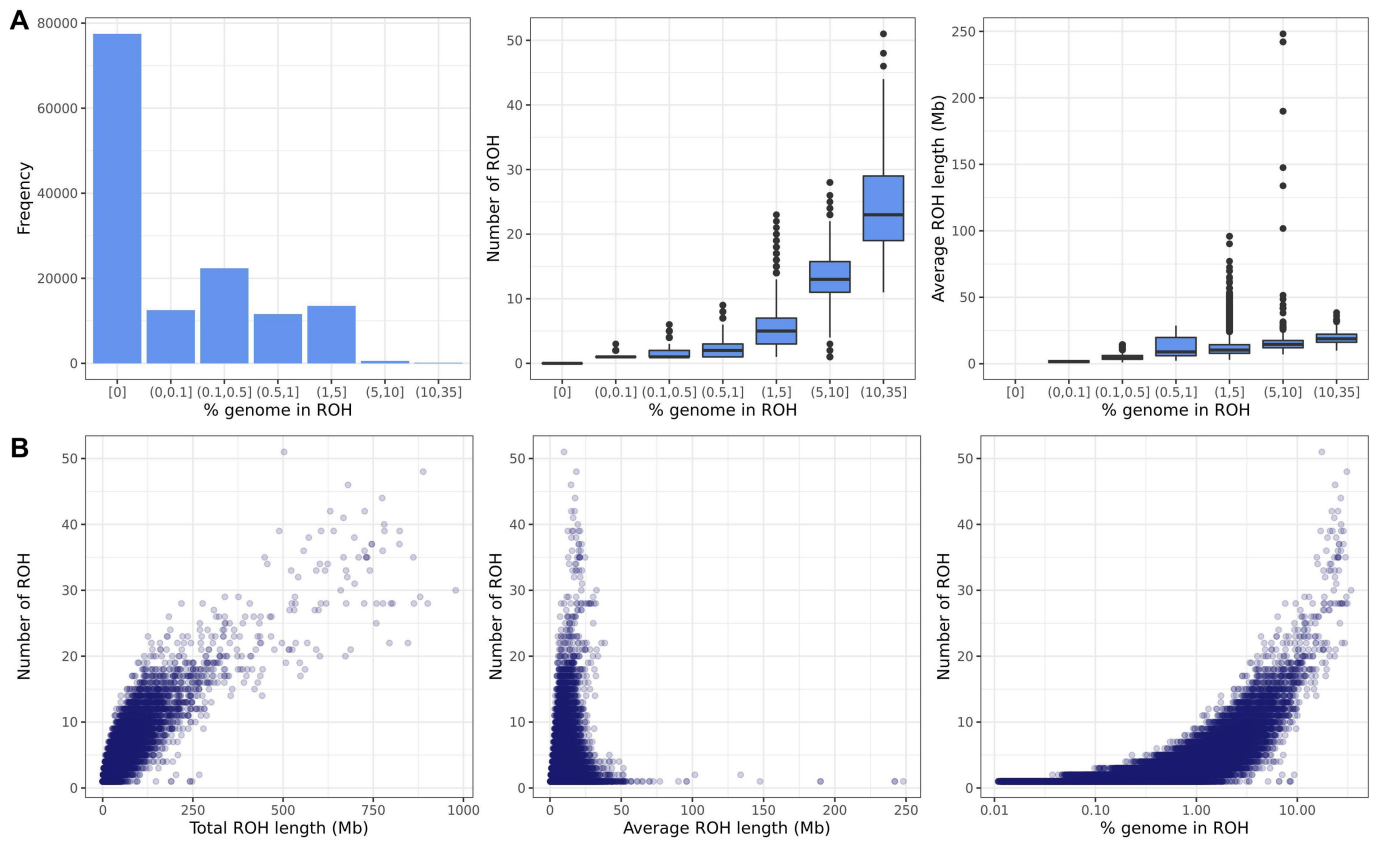 A
Freqency
80000
60000
40000
20000
0
[0] (0,0.1] (0.1,0.5] (0.5,1] (1,5] (5,10] (10,35]
% genome in ROH
Number of ROH
50
40
30
20
10
0
[0] (0,0.1] (0.1,0.5] (0.5,1] (1,5] (5,10] (10,35]
% genome in ROH
Average ROH length (Mb)
250
200
150
100
50
0
[0] (0,0.1] (0.1,0.5] (0.5,1] (1,5] (5,10] (10,35]
% genome in ROH
B
Number of ROH
50
40
30
20
10
0
0 250 500 750 1000
Total ROH length (Mb)
Number of ROH
50
40
30
20
10
0
0 50 100 150 200 250
Average ROH length (Mb)
Number of ROH
50
40
30
20
10
0
0.01 0.10 1.00 10.00
% genome in ROH